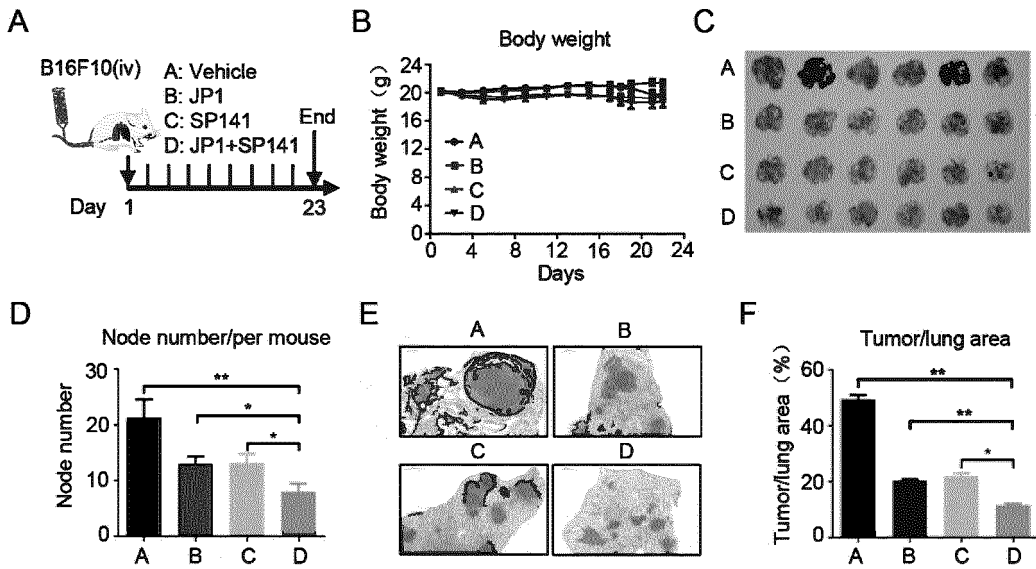 A
B16F10(iv)
A: Vehicle
B: JP1
C: SP141
D: JP1+SP141
End
Day 1 23
B
Body weight
Body weight (g)
24
20
16
12
8
4
0
A
B
C
D
0 4 8 12 16 20 24
Days
C
A
B
C
D
D
Node number/per mouse
Node number
30
20
10
0
**
*
*
A B C D
E
A B
C D
F
Tumor/lung area
Tumor/lung area (%)
60
40
20
0
**
**
*
A B C D